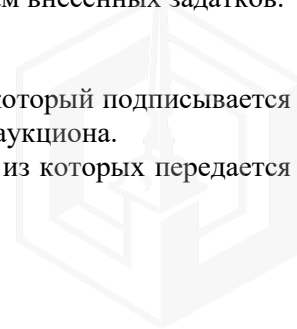 внесенных задатков.
который подписывается
аукциона.
из которых передается